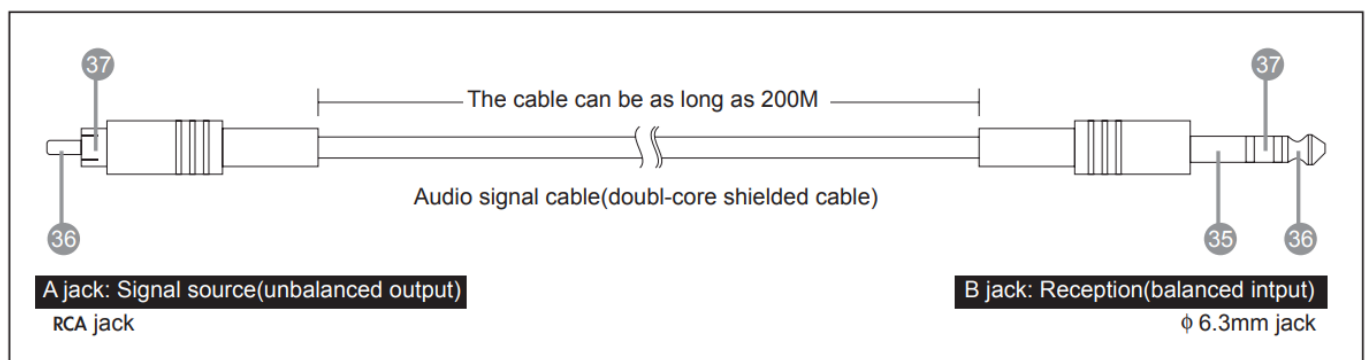 37
37
The cable can be as long as 200M
Audio signal cable(doubl-core shielded cable)
36
35
36
A jack: Signal source(unbalanced output)
B jack: Reception(balanced intput)
RCA jack
ϕ 6.3mm jack